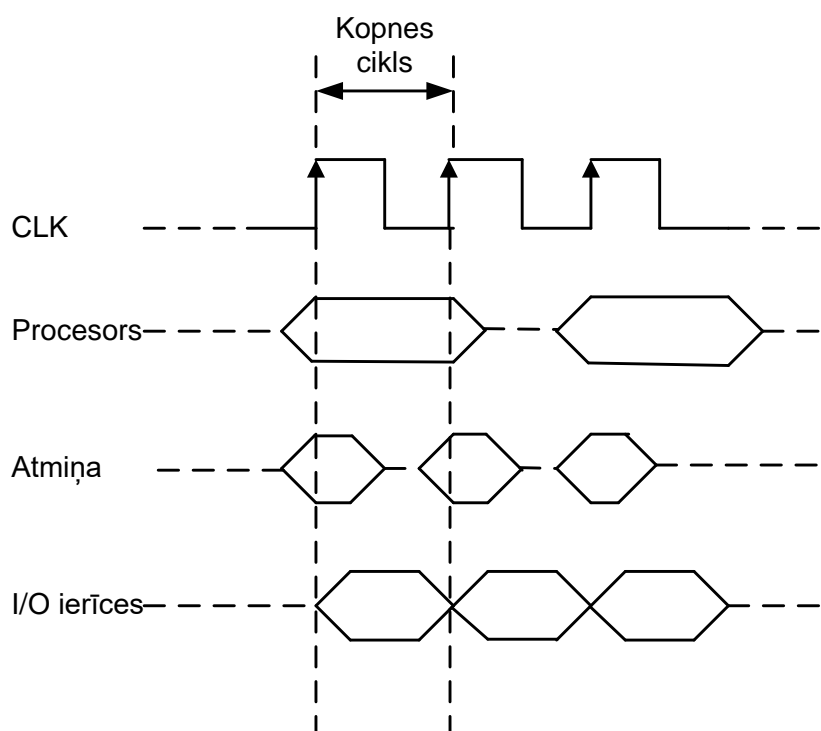 Kopnes
cikls
CLK
Procesors
Atmiņa
I/O ierīces